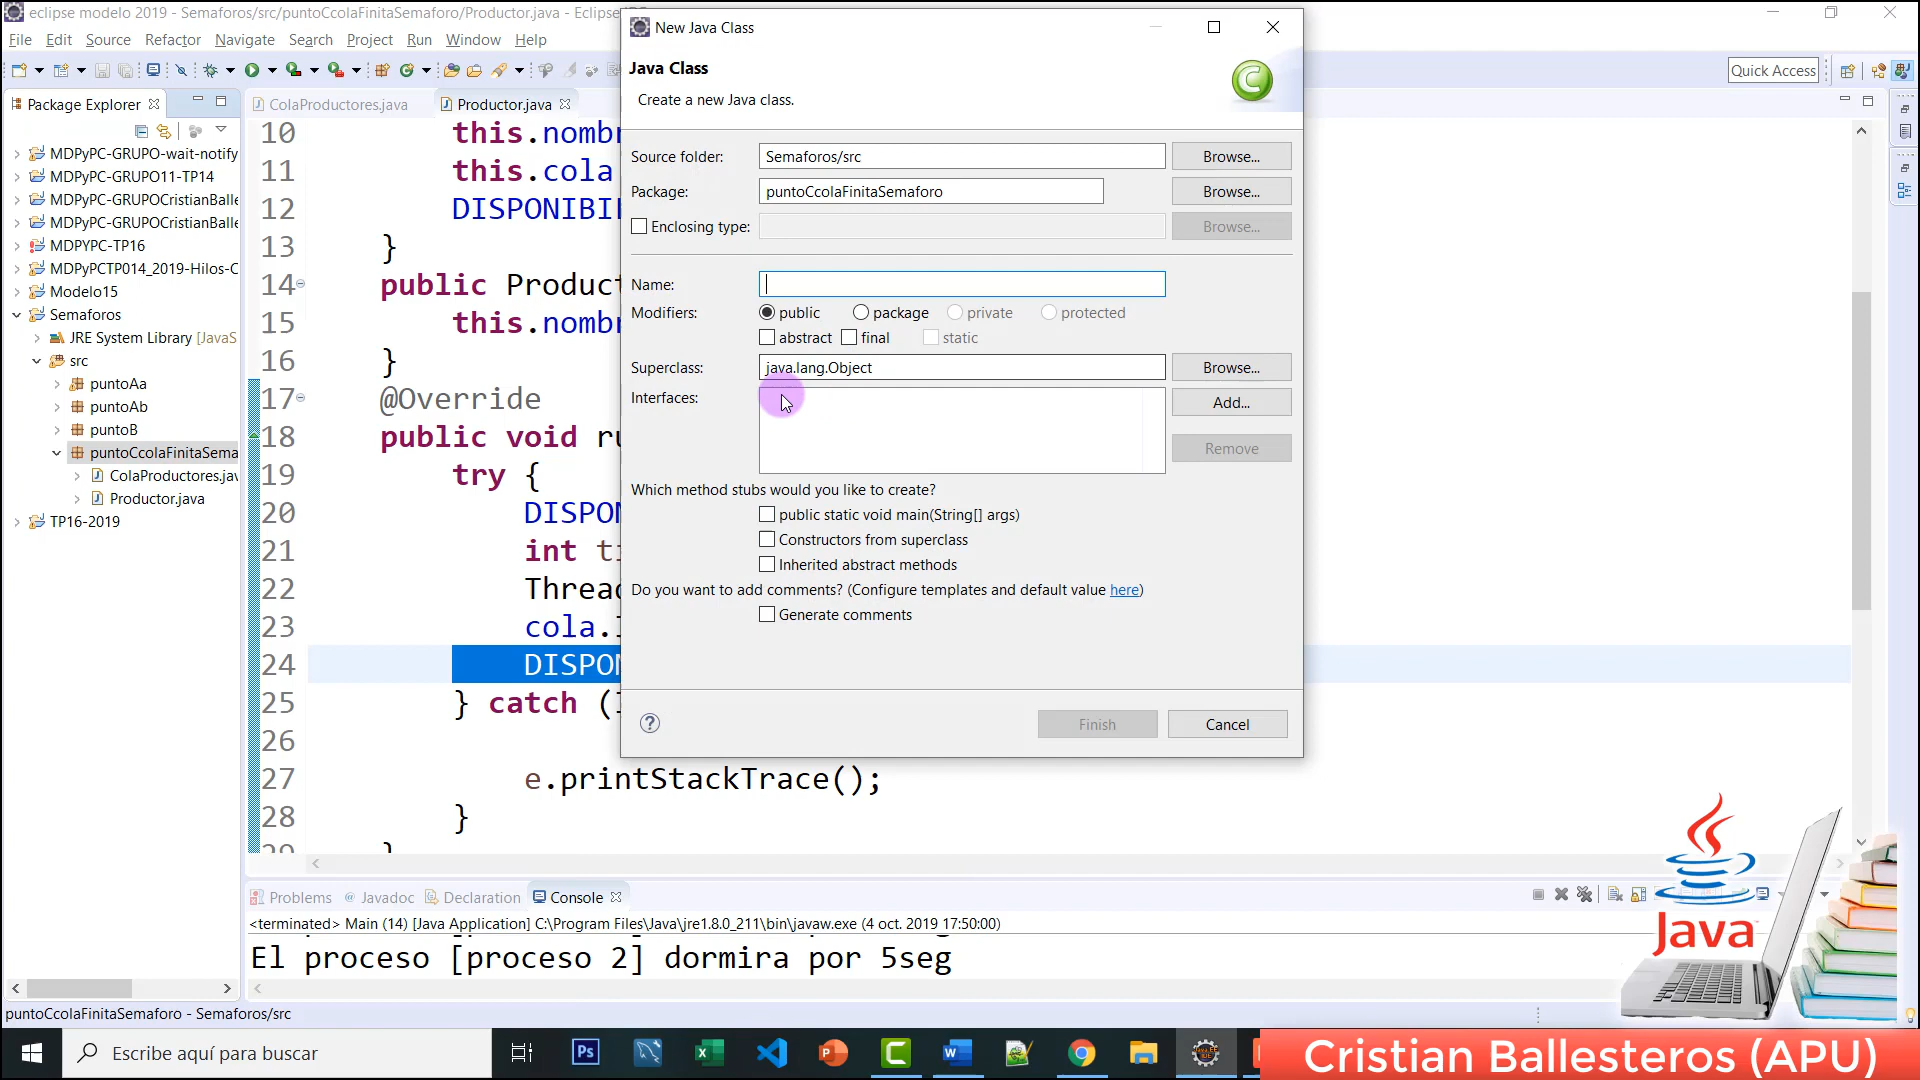 eclipse modelo 2019 - Semaforos/src/puntoCcolaFinitaSemaforo/Productor.java - Eclipse
File Edit Source Refactor Navigate Search Project Run Window Help
Quick Access
Package Explorer
MDPyPC-GRUPO-wait-notify
MDPyPC-GRUPO11-TP14
MDPyPC-GRUPOCristianBalle
MDPyPC-GRUPOCristianBalle
MDPYPC-TP16
MDPyPCTP014_2019-Hilos-C
Modelo15
Semaforos
JRE System Library [JavaS
src
puntoAa
puntoAb
puntoB
puntoCcolaFinitaSema
ColaProductores.jav
Productor.java
TP16-2019
ColaProductores.java
Productor.java
10 this.nombr
11 this.cola
12 DISPONIBI
13 }
14 public Product
15 this.nombr
16 }
17 @Override
18 public void ru
19 try {
20 DISPON
21 int ti
22 Thread
23 cola.
24 DISPON
25 } catch (
26
27 e.printStackTrace();
28 }
New Java Class
Java Class
Create a new Java class.
C
Source folder: Semaforos/src Browse...
Package: puntoCcolaFinitaSemaforo Browse...
Enclosing type: Browse...
Name:
Modifiers: public package private protected
abstract final static
Superclass: java.lang.Object Browse...
Interfaces: Add...
Remove
Which method stubs would you like to create?
public static void main(String[] args)
Constructors from superclass
Inherited abstract methods
Do you want to add comments? (Configure templates and default value here)
Generate comments
? Finish Cancel
Problems Javadoc Declaration Console
<terminated> Main (14) [Java Application] C:\Program Files\Java\jre1.8.0_211\bin\javaw.exe (4 oct. 2019 17:50:00)
El proceso [proceso 2] dormira por 5seg
puntoCcolaFinitaSemaforo - Semaforos/src
Java
Escribe aquí para buscar
Ps
Cristian Ballesteros (APU)